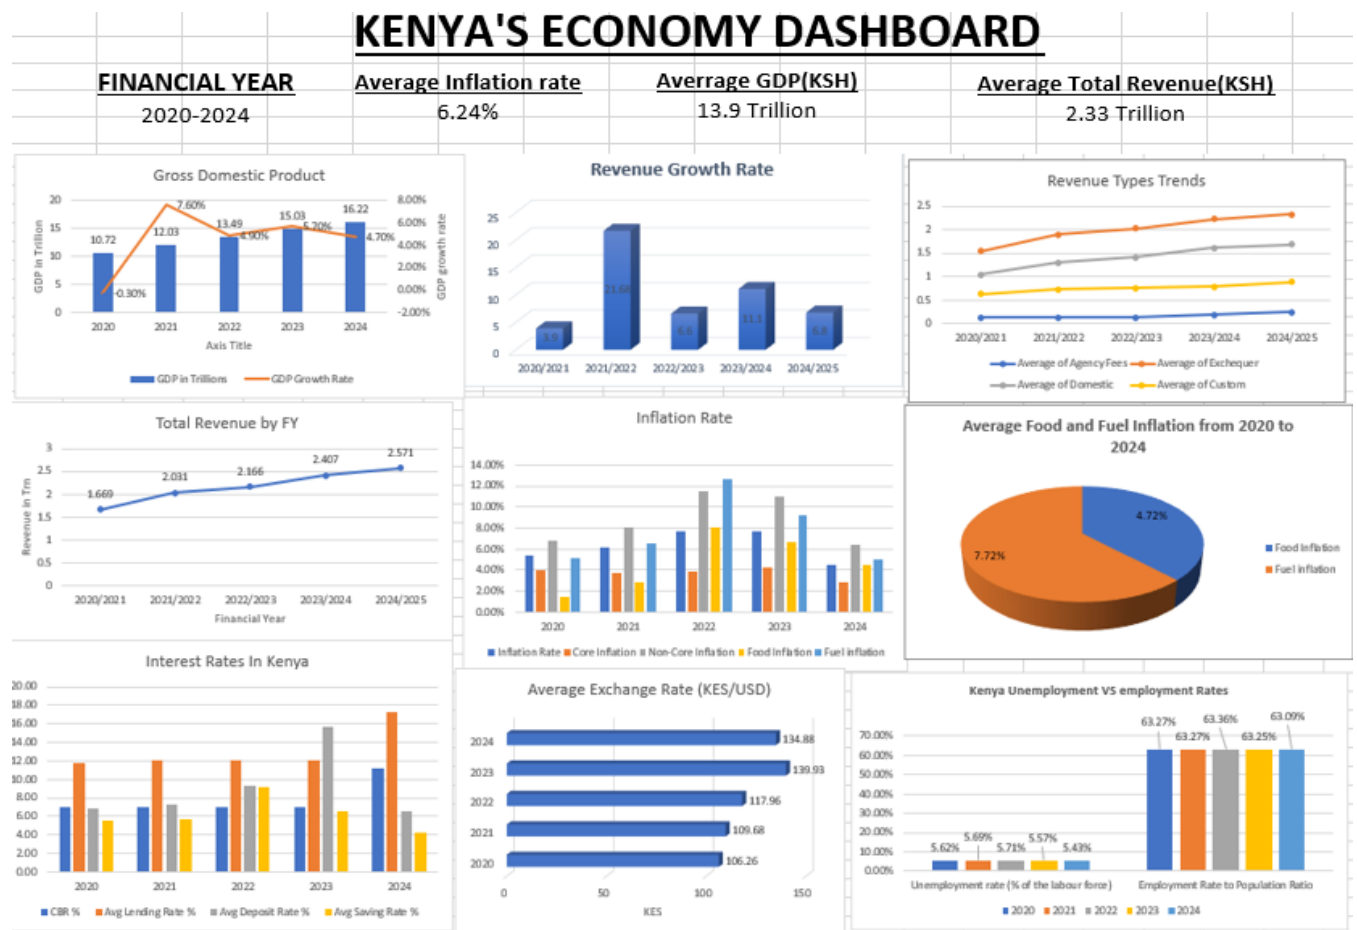 KENYA'S ECONOMY DASHBOARD
FINANCIAL YEAR
2020-2024
Average Inflation rate
6.24%
Averrage GDP(KSH)
13.9 Trillion
Average Total Revenue(KSH)
2.33 Trillion
Gross Domestic Product
20
15
10
5
0
GDP in Trillion
10.72
12.03
13.49
15.03
16.22
-0.30%
7.60%
4.90%
5.70%
4.70%
8.00%
6.00%
4.00%
2.00%
0.00%
-2.00%
GDP growth rate
2020 2021 2022 2023 2024
Axis Title
GDP in Trillions GDP Growth Rate
Revenue Growth Rate
25
20
15
10
5
0
3.9
21.68
6.6
11.1
6.8
2020/2021 2021/2022 2022/2023 2023/2024 2024/2025
Revenue Types Trends
2.5
2
1.5
1
0.5
0
2020/2021 2021/2022 2022/2023 2023/2024 2024/2025
Average of Agency Fees Average of Exchequer
Average of Domestic Average of Custom
Total Revenue by FY
3
2.5
2
1.5
1
0.5
0
Revenue in Trn
1.669
2.031
2.166
2.407
2.571
2020/2021 2021/2022 2022/2023 2023/2024 2024/2025
Financial Year
Inflation Rate
14.00%
12.00%
10.00%
8.00%
6.00%
4.00%
2.00%
0.00%
2020 2021 2022 2023 2024
Inflation Rate Core Inflation Non-Core Inflation Food Inflation Fuel inflation
Average Food and Fuel Inflation from 2020 to
2024
4.72%
7.72%
Food Inflation
Fuel inflation
Interest Rates In Kenya
20.00
18.00
16.00
14.00
12.00
10.00
8.00
6.00
4.00
2.00
0.00
2020 2021 2022 2023 2024
CBR % Avg Lending Rate % Avg Deposit Rate % Avg Saving Rate %
Average Exchange Rate (KES/USD)
2024 134.88
2023 139.93
2022 117.96
2021 109.68
2020 106.26
0 50 100 150
KES
Kenya Unemployment VS employment Rates
70.00%
60.00%
50.00%
40.00%
30.00%
20.00%
10.00%
0.00%
5.62%
5.69%
5.71%
5.57%
5.43%
63.27%
63.27%
63.36%
63.25%
63.09%
Unemployment rate (% of the labour force) Employment Rate to Population Ratio
2020 2021 2022 2023 2024